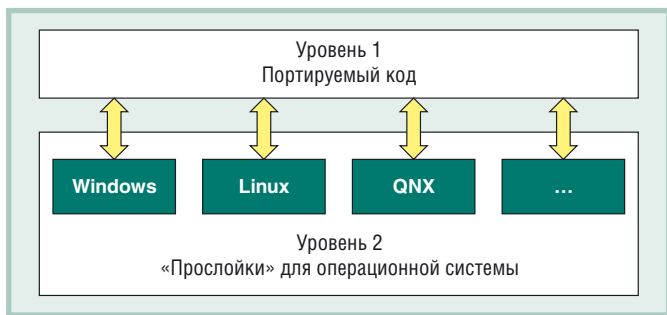 Уровень 1
Портируемый код
Windows
Linux
QNX
...
Уровень 2
«Прослойки» для операционной системы